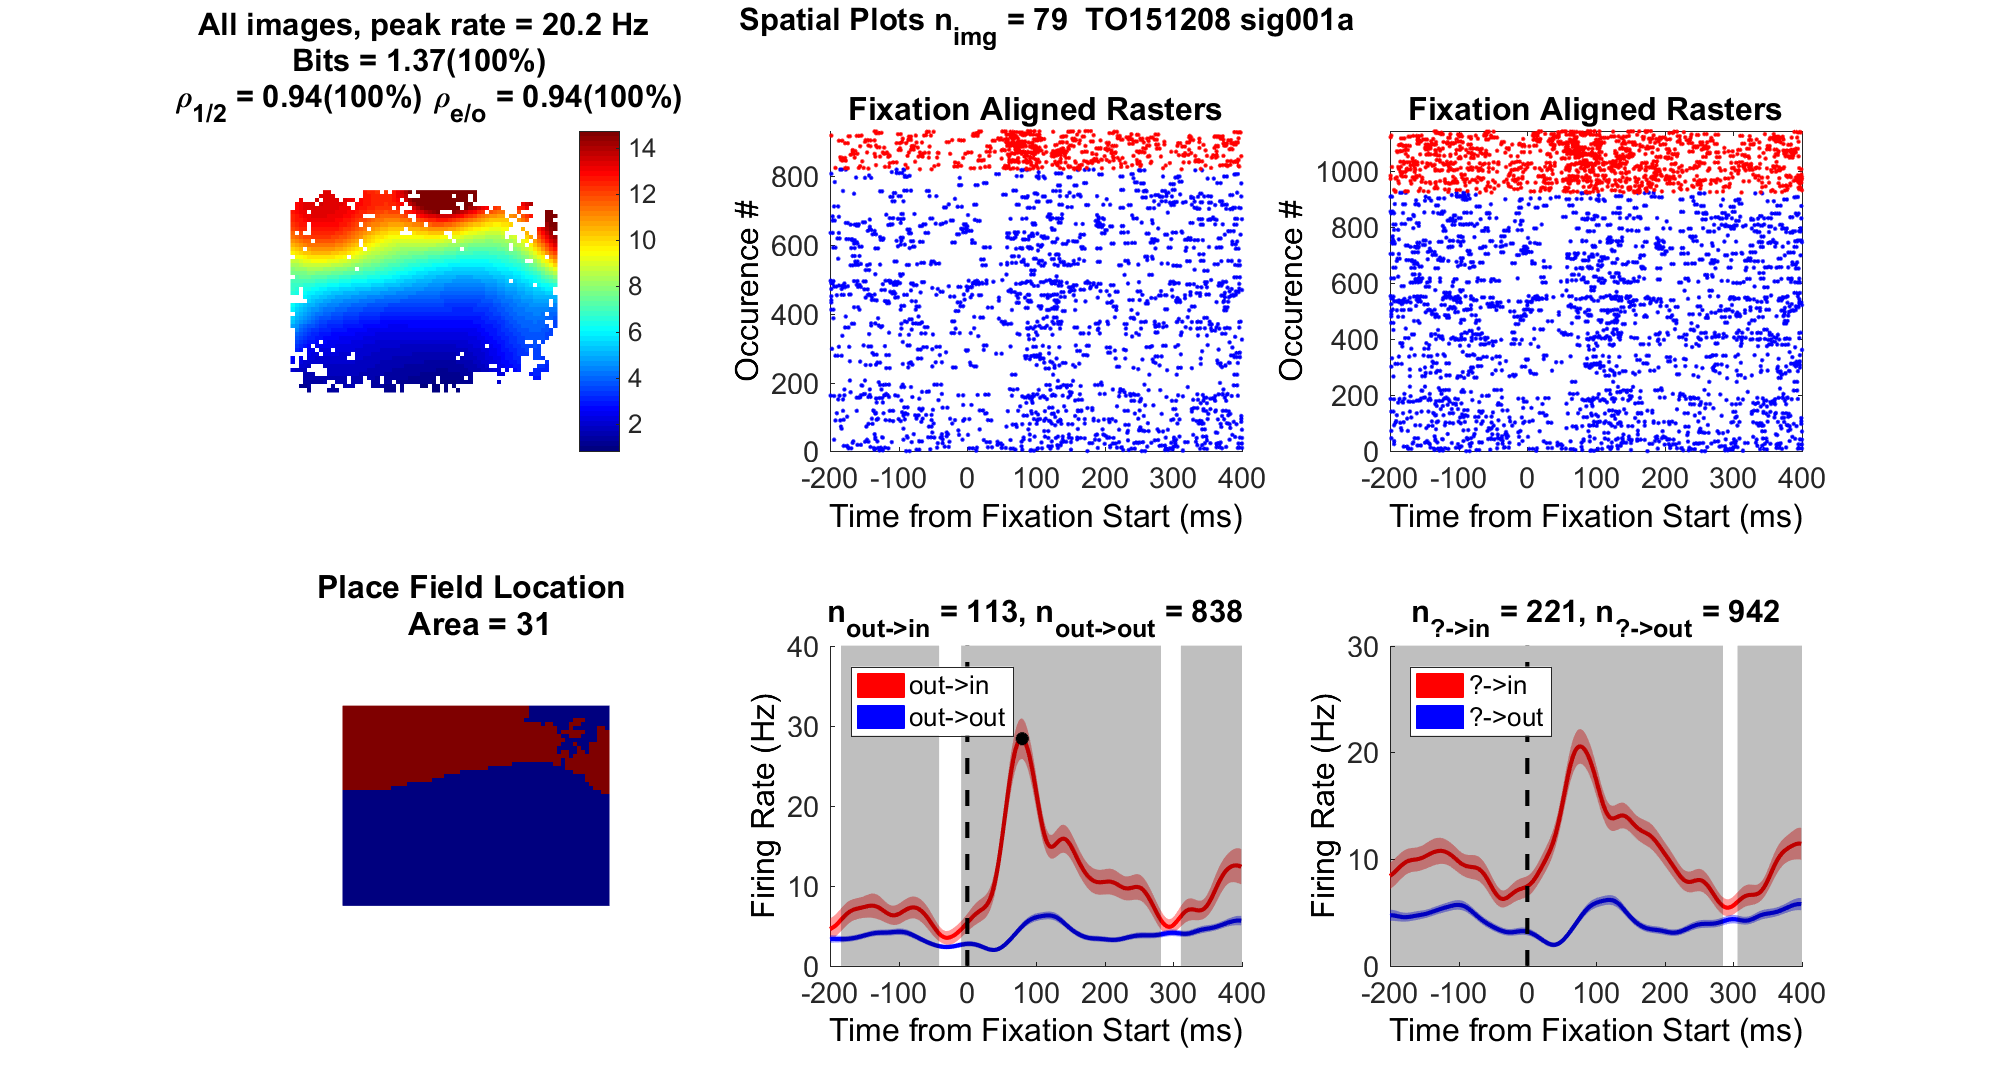 All images, peak rate = 20.2 Hz
Bits = 1.37(100%)
ρ1/2 = 0.94(100%) ρe/o = 0.94(100%)
14
12
10
8
6
4
2
Spatial Plots nimg = 79 TO151208 sig001a
Fixation Aligned Rasters
Occurence #
800
600
400
200
0
-200 -100 0 100 200 300 400
Time from Fixation Start (ms)
Fixation Aligned Rasters
Occurence #
1000
800
600
400
200
0
-200 -100 0 100 200 300 400
Time from Fixation Start (ms)
Place Field Location
Area = 31
nout->in = 113, nout->out = 838
Firing Rate (Hz)
40
30
20
10
0
out->in
out->out
-200 -100 0 100 200 300 400
Time from Fixation Start (ms)
n?->in = 221, n?->out = 942
Firing Rate (Hz)
30
20
10
0
?->in
?->out
-200 -100 0 100 200 300 400
Time from Fixation Start (ms)